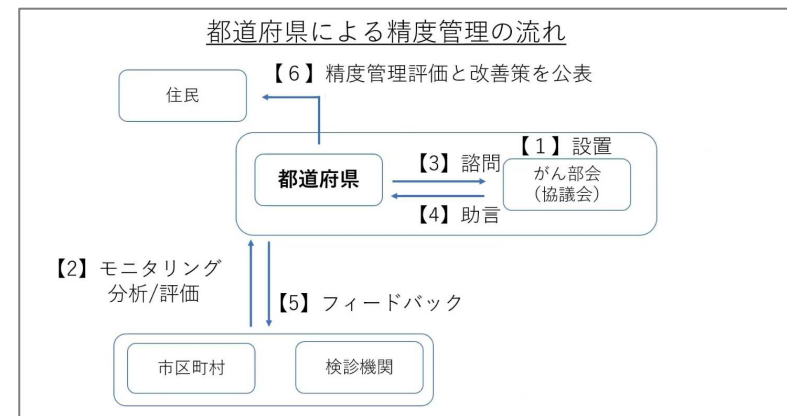 都道府県による精度管理の流れ
【６】精度管理評価と改善策を公表
住民
【１】設置
都道府県
【3】諮問
がん部会
（協議会）
【4】助言
【2】モニタリング
分析/評価
【5】フィードバック
市区町村
検診機関